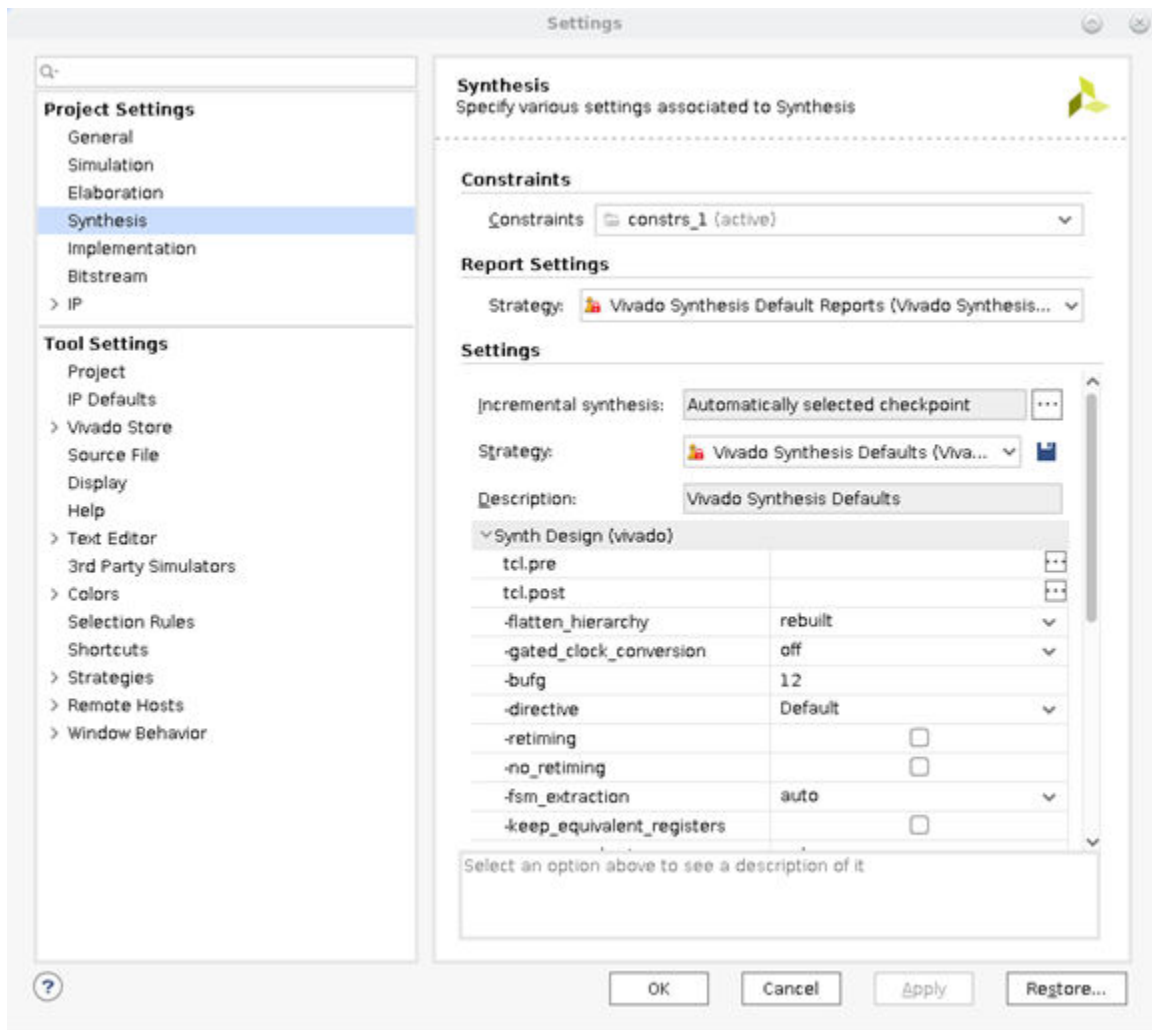 Settings
Project Settings
General
Simulation
Elaboration
Synthesis
Implementation
Bitstream
> IP
Tool Settings
Project
IP Defaults
> Vivado Store
Source File
Display
Help
> Text Editor
3rd Party Simulators
> Colors
Selection Rules
Shortcuts
> Strategies
> Remote Hosts
> Window Behavior
Synthesis
Specify various settings associated to Synthesis
Constraints
Constraints constrs_1 (active)
Report Settings
Strategy: Vivado Synthesis Default Reports (Vivado Synthesis...
Settings
Incremental synthesis: Automatically selected checkpoint ...
Strategy: Vivado Synthesis Defaults (Viva...
Description: Vivado Synthesis Defaults
Synth Design (vivado)
tcl.pre ...
tcl.post ...
-flatten_hierarchy rebuilt
-gated_clock_conversion off
-bufg 12
-directive Default
-retiming
-no_retiming
-fsm_extraction auto
-keep_equivalent_registers
Select an option above to see a description of it
? OK Cancel Apply Restore...